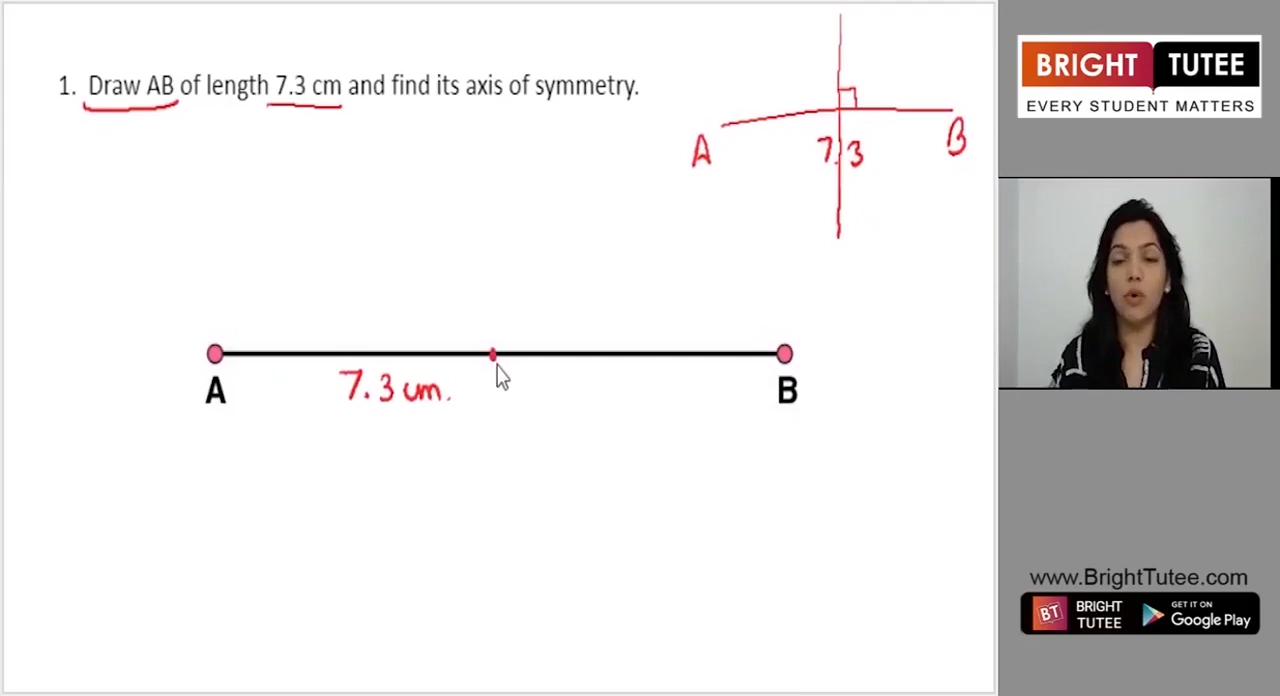 1. Draw AB of length 7.3 cm and find its axis of symmetry.
A 7.3 B
A 7.3 cm. B
BRIGHT TUTEE
EVERY STUDENT MATTERS
www.BrightTutee.com
BT BRIGHT TUTEE
GET IT ON
Google Play